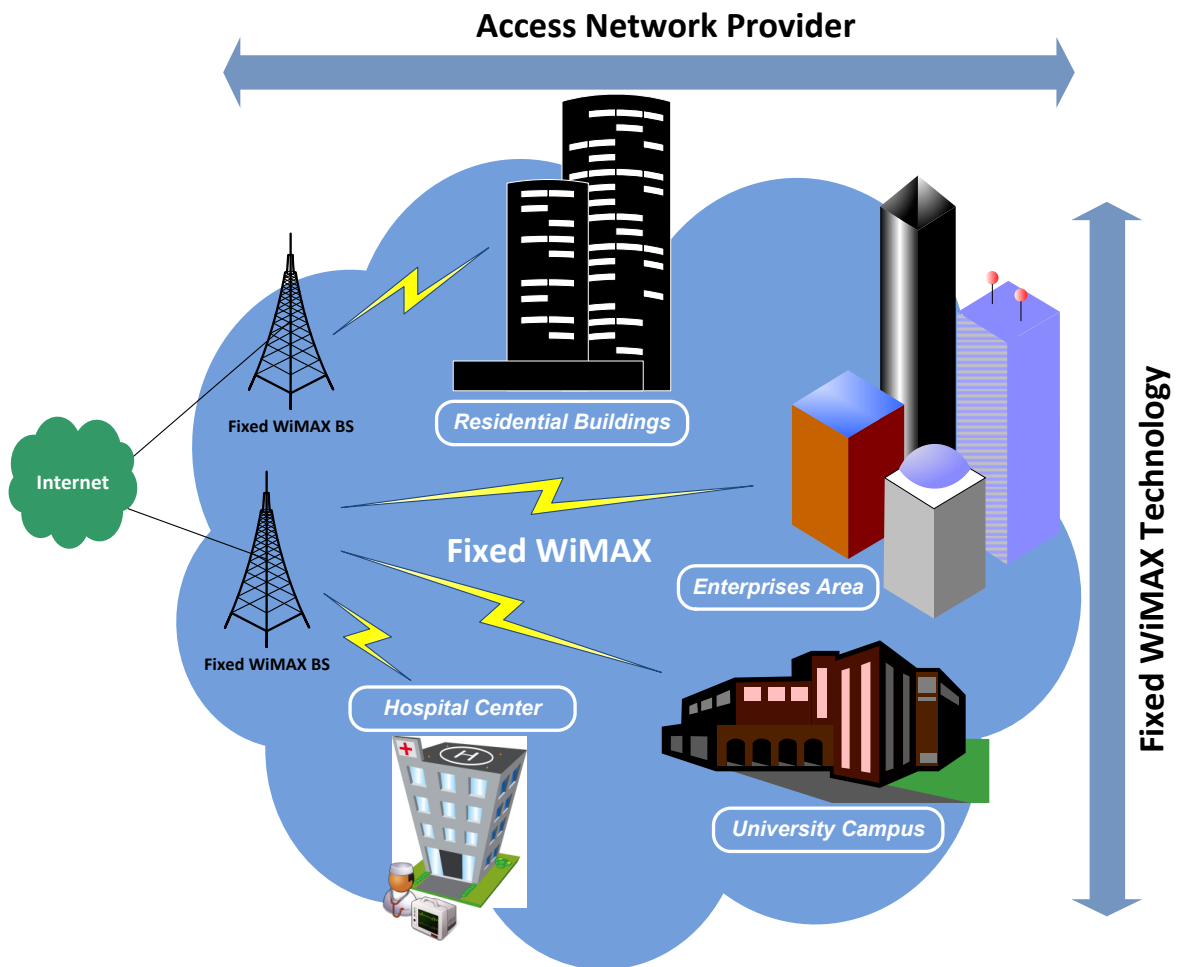 Access Network Provider
Fixed WiMAX BS
Residential Buildings
Internet
Fixed WiMAX
Enterprises Area
Fixed WiMAX BS
Hospital Center
H
University Campus
Fixed WiMAX Technology